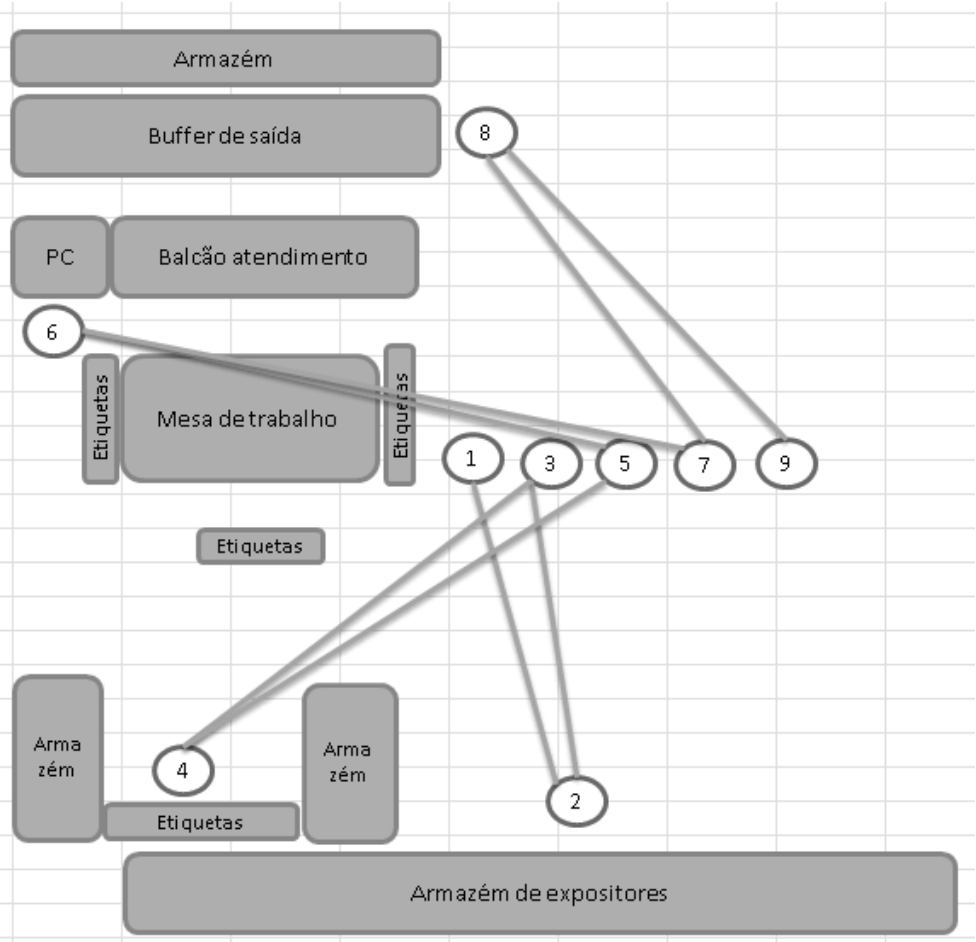 Armazém
Buffer de saída
8
PC
Balcão atendimento
6
Etiquetas
Mesa de trabalho
Etiquetas
1
3
5
7
9
Etiquetas
Arma
zém
4
Arma
zém
2
Etiquetas
Armazém de expositores